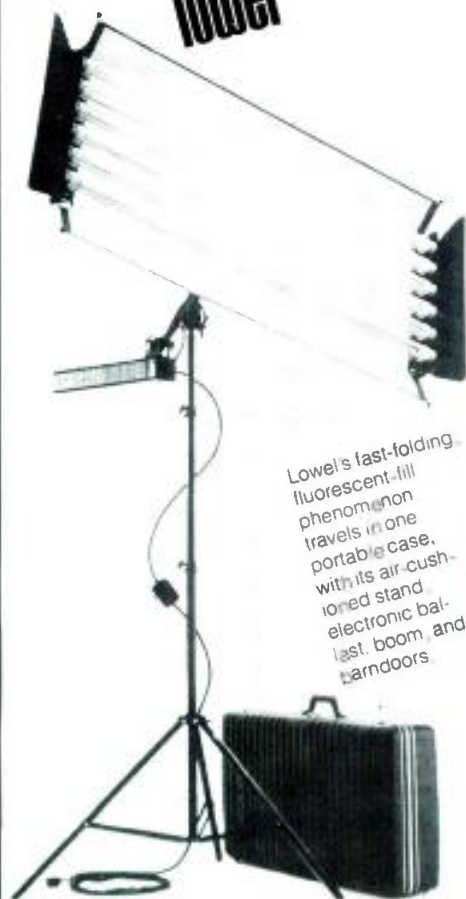 lowel
Lowel's fast-folding
fluorescent-fill
phenomenon
travels in one
portable case,
with its air-cush-
ioned stand,
electronic bal-
last, boom, and
barndoors.